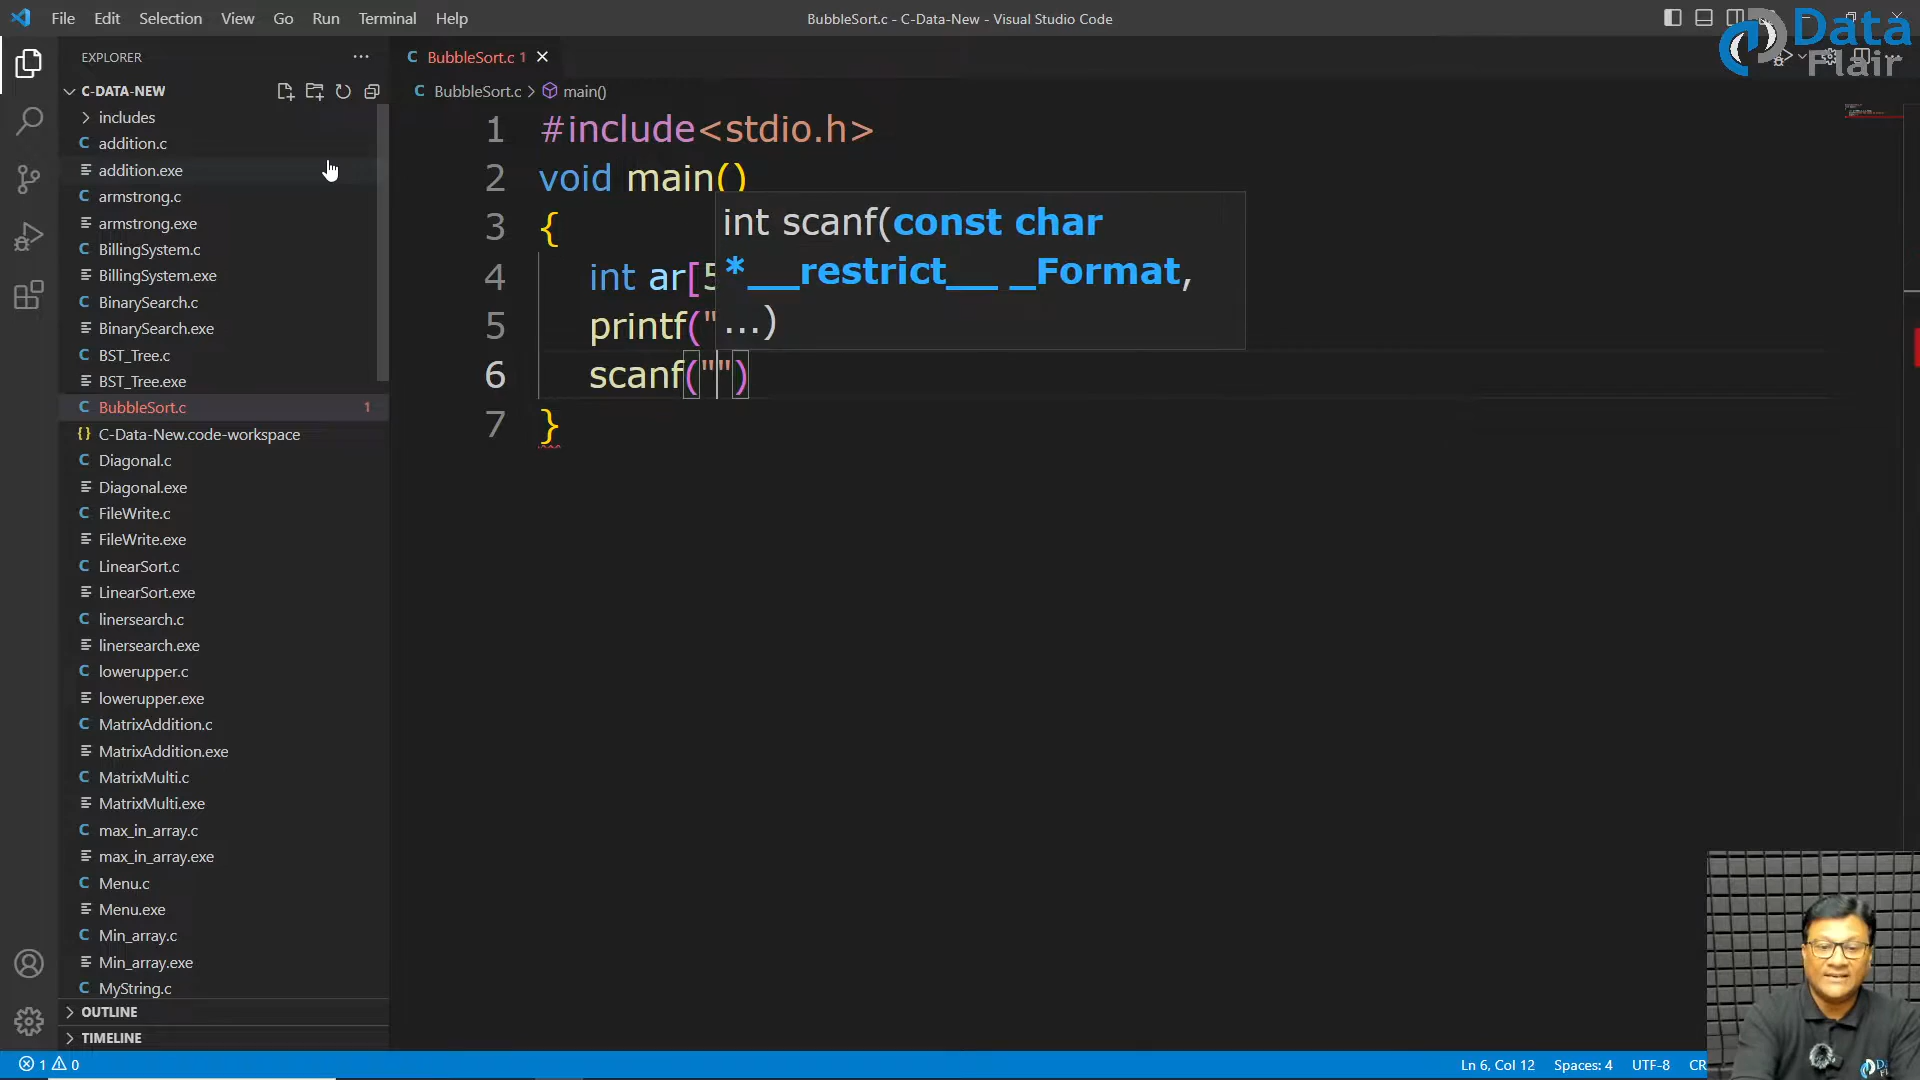 File Edit Selection View Go Run Terminal Help
BubbleSort.c - C-Data-New - Visual Studio Code
Data
Flair
EXPLORER
BubbleSort.c 1
C-DATA-NEW
BubbleSort.c > main()
includes
addition.c
addition.exe
armstrong.c
armstrong.exe
BillingSystem.c
BillingSystem.exe
BinarySearch.c
BinarySearch.exe
BST_Tree.c
BST_Tree.exe
BubbleSort.c 1
C-Data-New.code-workspace
Diagonal.c
Diagonal.exe
FileWrite.c
FileWrite.exe
LinearSort.c
LinearSort.exe
linersearch.c
linersearch.exe
lowerupper.c
lowerupper.exe
MatrixAddition.c
MatrixAddition.exe
MatrixMulti.c
MatrixMulti.exe
max_in_array.c
max_in_array.exe
Menu.c
Menu.exe
Min_array.c
Min_array.exe
MyString.c
OUTLINE
TIMELINE
1 #include<stdio.h>
2 void main()
3 {
4 int ar[5
5 printf("
6 scanf("")
7 }
int scanf(const char
*__restrict__ _Format,
...)
1 0
Ln 6, Col 12 Spaces: 4 UTF-8 CR